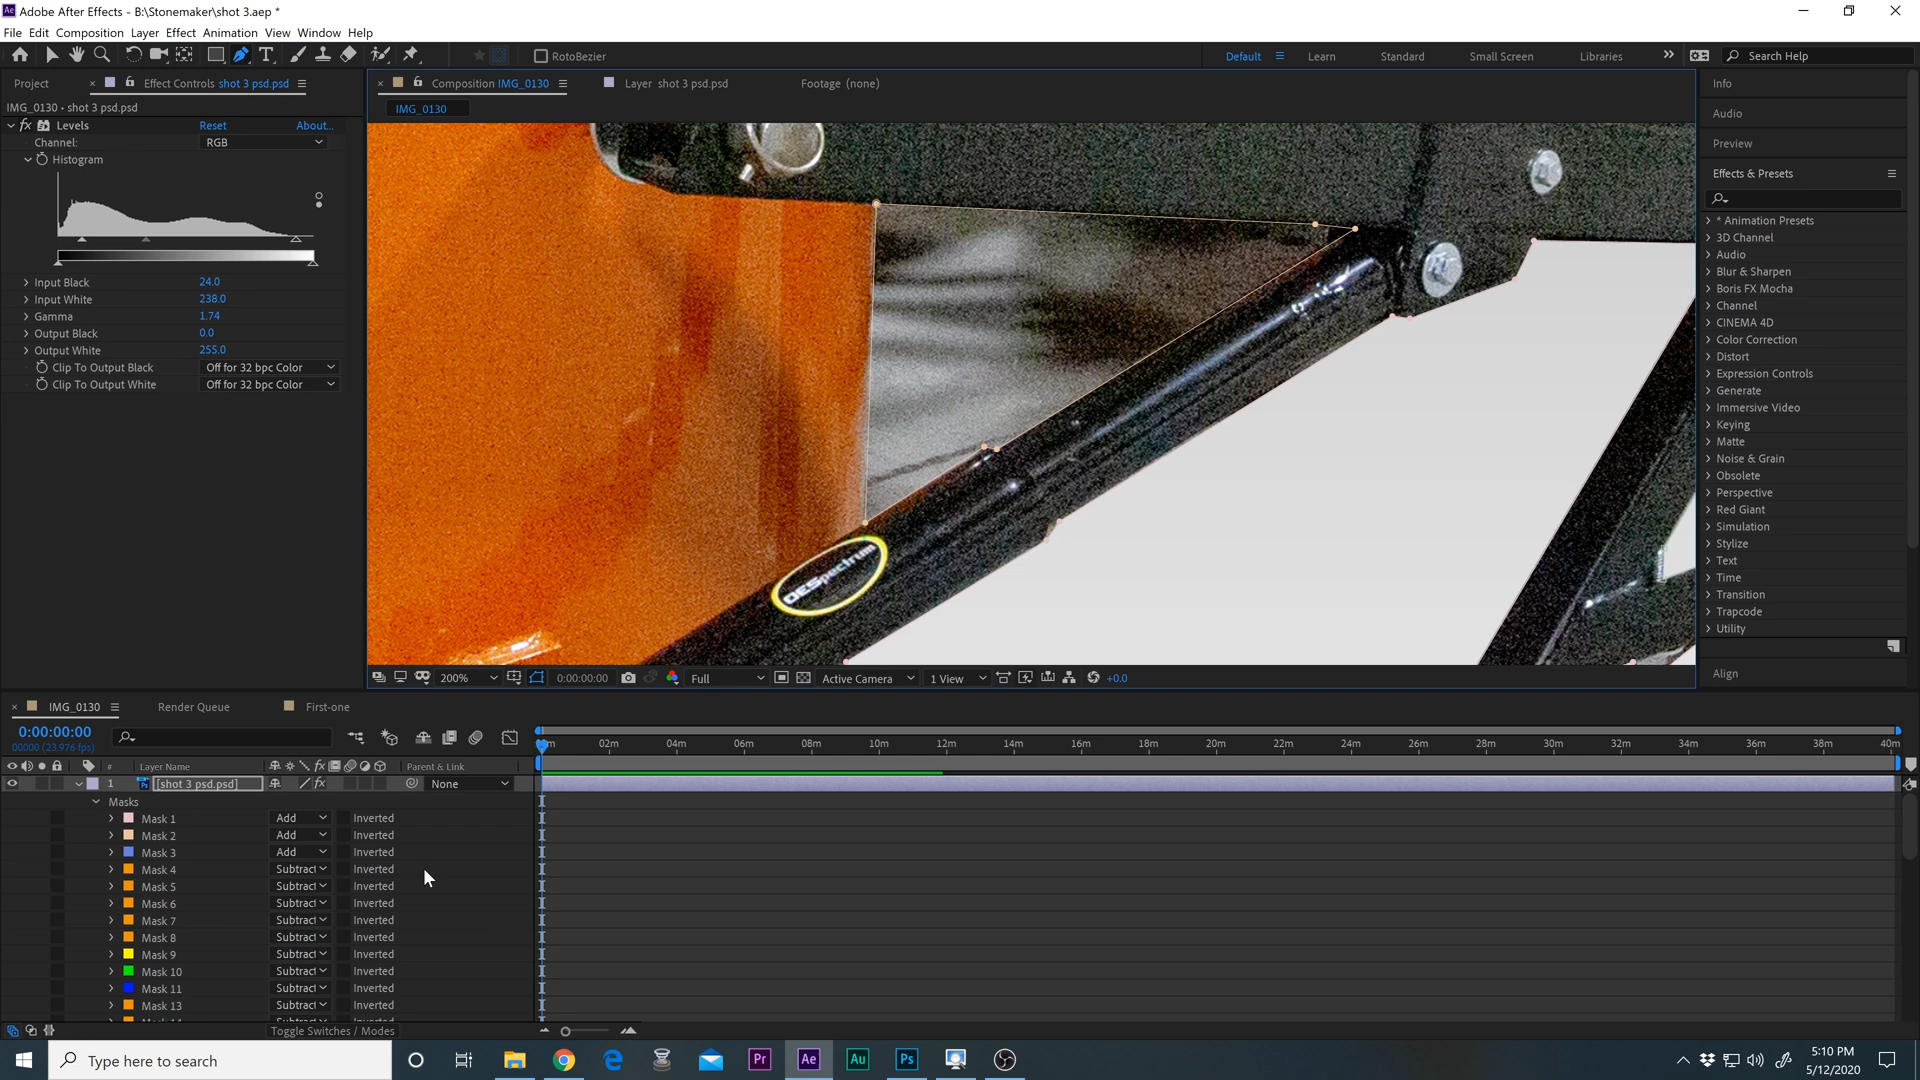 Adobe After Effects - B:\Stonemaker\shot 3.aep *
File Edit Composition Layer Effect Animation View Window Help
RotoBezier
Default Learn Standard Small Screen Libraries Search Help
Project
Effect Controls shot 3 psd.psd
IMG_0130 • shot 3 psd.psd
fx Levels Reset About...
Channel: RGB
Histogram
Input Black 24.0
Input White 238.0
Gamma 1.74
Output Black 0.0
Output White 255.0
Clip To Output Black Off for 32 bpc Color
Clip To Output White Off for 32 bpc Color
Composition IMG_0130
Layer shot 3 psd.psd
Footage (none)
IMG_0130
OESpectrum
200% 0:00:00:00 Full Active Camera 1 View +0.0
Info
Audio
Preview
Effects & Presets
* Animation Presets
3D Channel
Audio
Blur & Sharpen
Boris FX Mocha
Channel
CINEMA 4D
Color Correction
Distort
Expression Controls
Generate
Immersive Video
Keying
Matte
Noise & Grain
Obsolete
Perspective
Red Giant
Simulation
Stylize
Text
Time
Transition
Trapcode
Utility
Align
IMG_0130 Render Queue First-one
0:00:00:00
00000 (23.976 fps)
02m 04m 06m 08m 10m 12m 14m 16m 18m 20m 22m 24m 26m 28m 30m 32m 34m 36m 38m 40m
# Layer Name fx Parent & Link
1 [shot 3 psd.psd] fx None
Masks
Mask 1 Add Inverted
Mask 2 Add Inverted
Mask 3 Add Inverted
Mask 4 Subtract Inverted
Mask 5 Subtract Inverted
Mask 6 Subtract Inverted
Mask 7 Subtract Inverted
Mask 8 Subtract Inverted
Mask 9 Subtract Inverted
Mask 10 Subtract Inverted
Mask 11 Subtract Inverted
Mask 13 Subtract Inverted
Toggle Switches / Modes
Type here to search
Pr Ae Au Ps
5:10 PM
5/12/2020